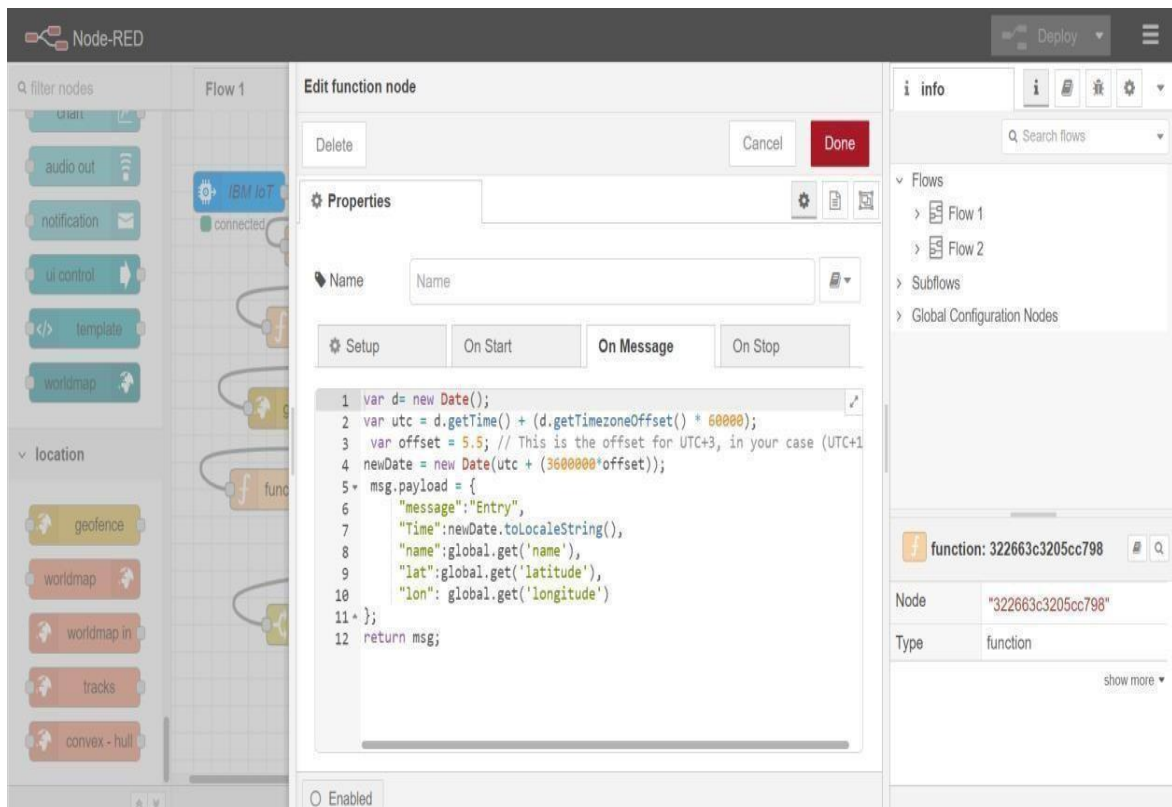 Node-RED
Deploy
filter nodes
chart
audio out
notification
ui control
template
worldmap
location
geofence
worldmap
worldmap in
tracks
convex - hull
Flow 1
IBM IoT
connected
g
func
Edit function node
Delete
Cancel
Done
Properties
Name
Name
Setup
On Start
On Message
On Stop
1 var d= new Date();
2 var utc = d.getTime() + (d.getTimezoneOffset() * 60000);
3 var offset = 5.5; // This is the offset for UTC+3, in your case (UTC+1
4 newDate = new Date(utc + (3600000*offset));
5 msg.payload = {
6 "message":"Entry",
7 "Time":newDate.toLocaleString(),
8 "name":global.get('name'),
9 "lat":global.get('latitude'),
10 "lon": global.get('longitude')
11 };
12 return msg;
Enabled
i info
i
Search flows
Flows
Flow 1
Flow 2
Subflows
Global Configuration Nodes
function: 322663c3205cc798
Node "322663c3205cc798"
Type function
show more